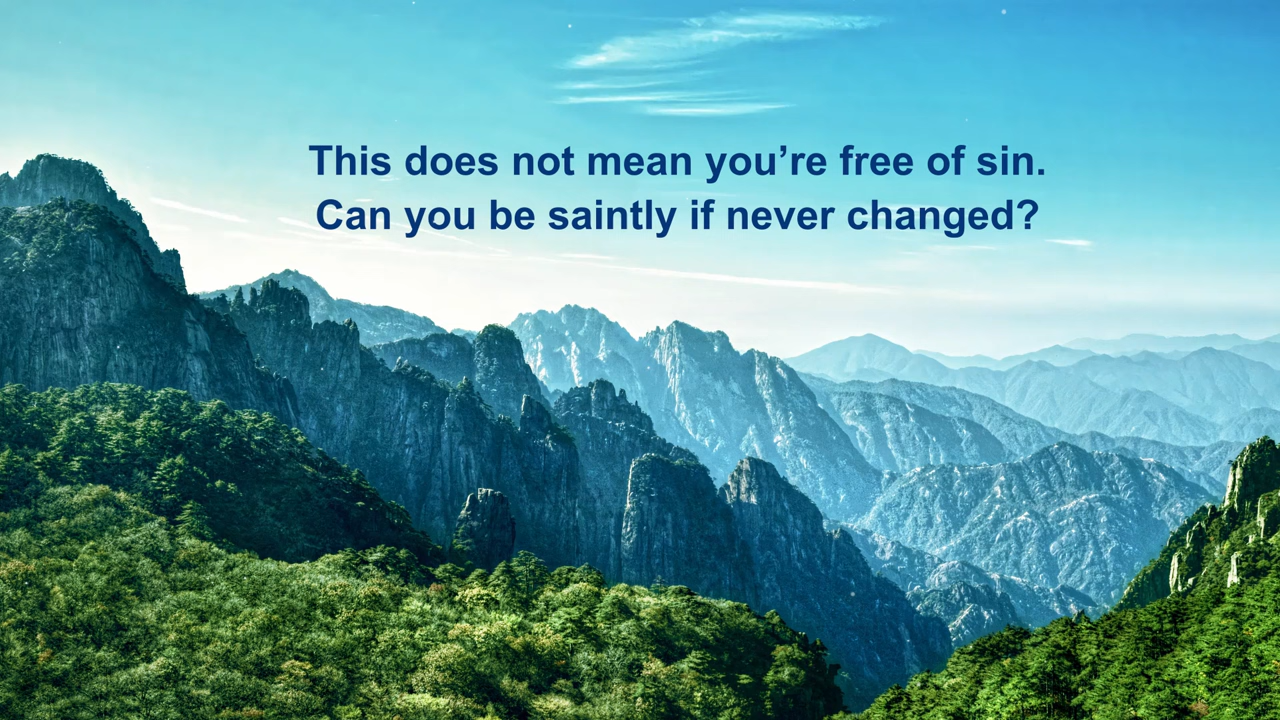 This does not mean you’re free of sin.
Can you be saintly if never changed?